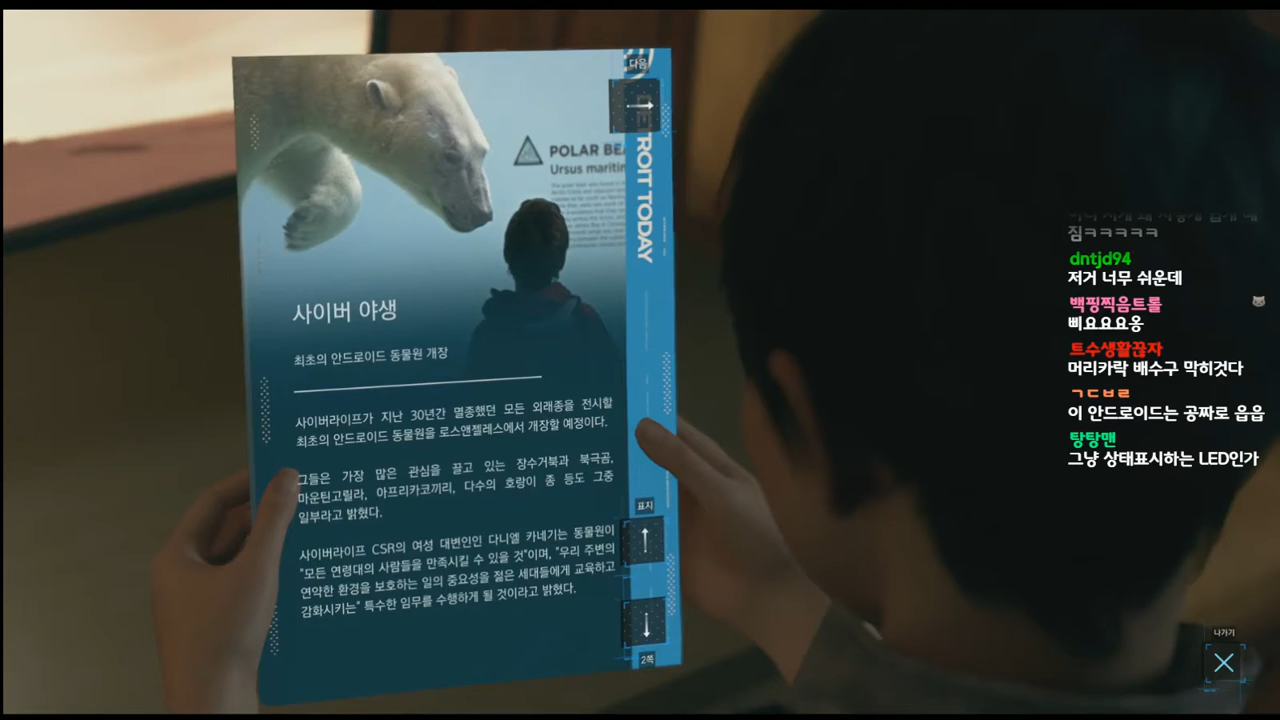 다음
DETROIT TODAY
POLAR BEA
Ursus maritim
사이버 야생
최초의 안드로이드 동물원 개장
사이버라이프가 지난 30년간 멸종했던 모든 외래종을 전시할
최초의 안드로이드 동물원을 로스앤젤레스에서 개장할 예정이다.
그들은 가장 많은 관심을 끌고 있는 장수거북과 북극곰,
마운틴고릴라, 아프리카코끼리, 다수의 호랑이 종 등도 그중
일부라고 밝혔다.
사이버라이프 CSR의 여성 대변인인 다니엘 카네기는 동물원이
"모든 연령대의 사람들을 만족시킬 수 있을 것"이며, "우리 주변의
연약한 환경을 보호하는 일의 중요성을 젊은 세대들에게 교육하고
감화시키는" 특수한 임무를 수행하게 될 것이라고 밝혔다.
표지
2쪽
짐ㅋㅋㅋㅋㅋ
dntjd94
저거 너무 쉬운데
백핑찍음트롤
삐요요요옹
트수생활끊자
머리카락 배수구 막히것다
ㄱㄷㅂㄹ
이 안드로이드는 공짜로 읍읍
탕탕맨
그냥 상태표시하는 LED인가
나가기